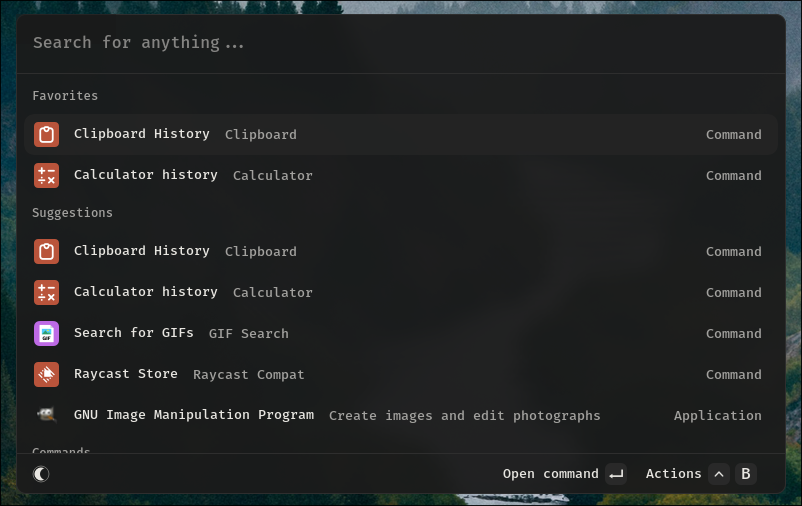 Search for anything...
Favorites
Clipboard History Clipboard Command
Calculator history Calculator Command
Suggestions
Clipboard History Clipboard Command
Calculator history Calculator Command
GIF Search for GIFs GIF Search Command
Raycast Store Raycast Compat Command
GNU Image Manipulation Program Create images and edit photographs Application
Commands
Open command Actions B